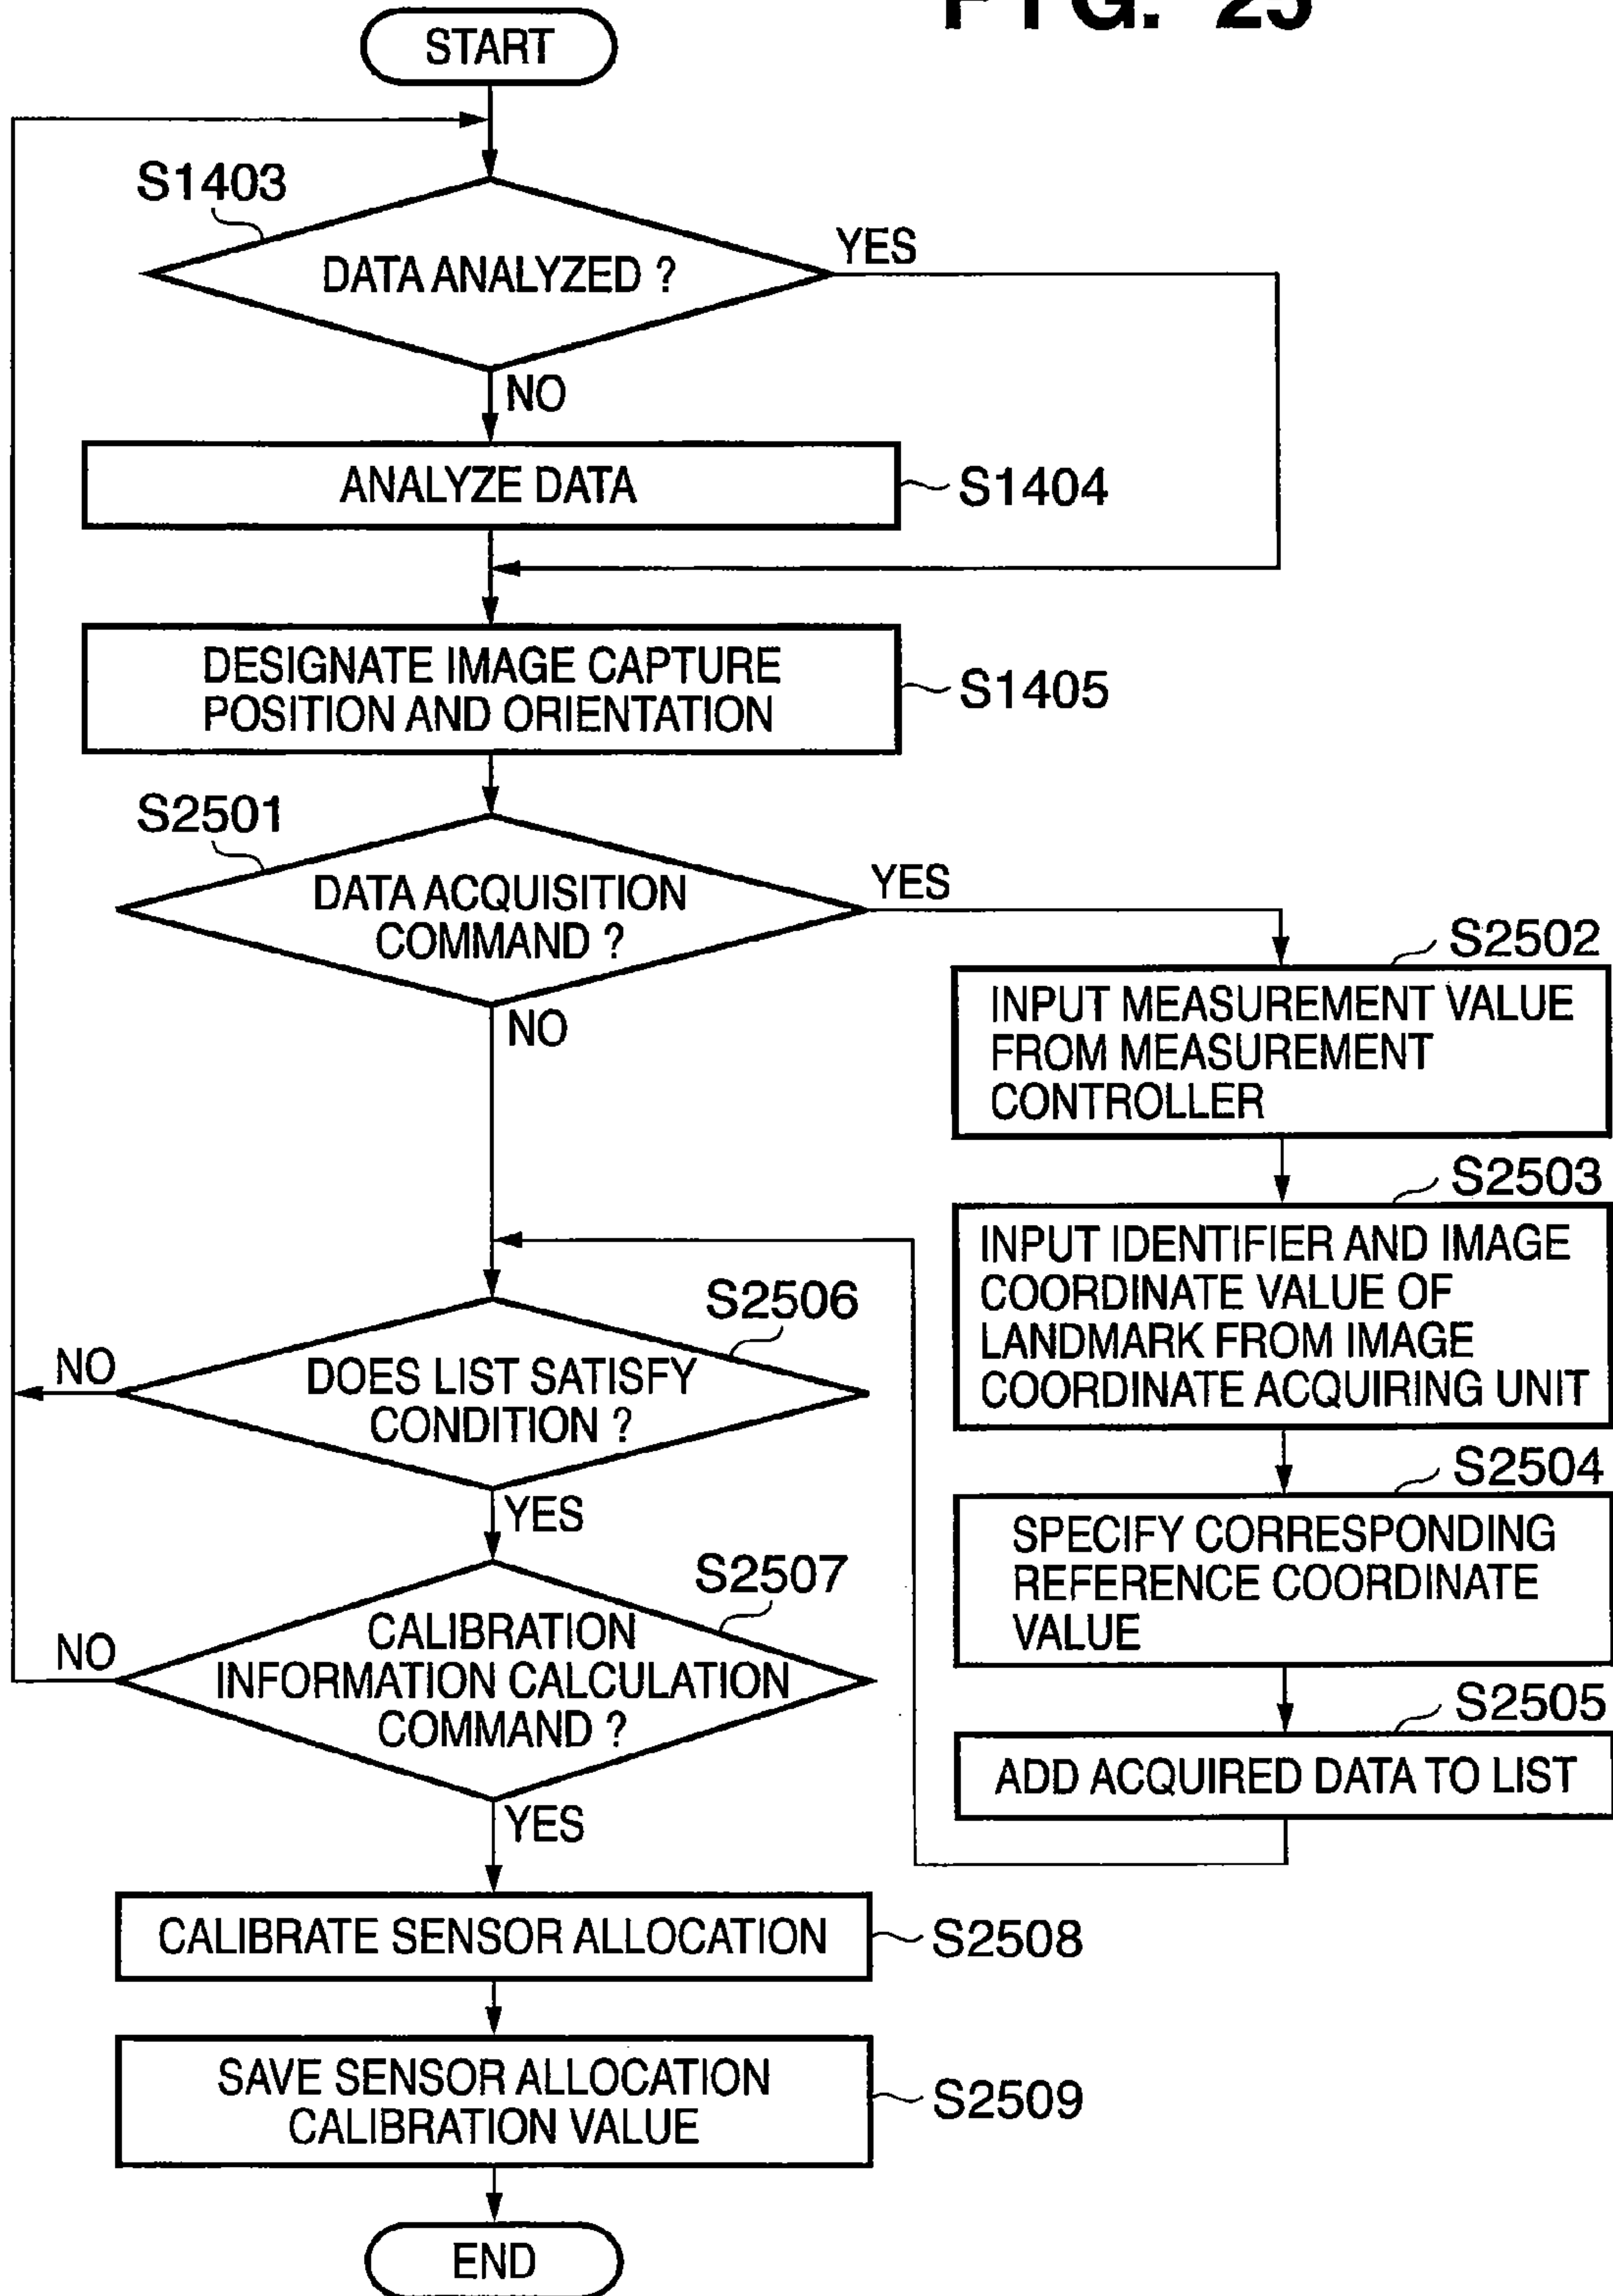 FIG. 25
START
S1403
DATA ANALYZED ?
YES
NO
ANALYZE DATA
S1404
DESIGNATE IMAGE CAPTURE
POSITION AND ORIENTATION
S1405
S2501
DATA ACQUISITION
COMMAND ?
YES
NO
S2502
INPUT MEASUREMENT VALUE
FROM MEASUREMENT
CONTROLLER
S2503
INPUT IDENTIFIER AND IMAGE
COORDINATE VALUE OF
LANDMARK FROM IMAGE
COORDINATE ACQUIRING UNIT
S2504
SPECIFY CORRESPONDING
REFERENCE COORDINATE
VALUE
S2505
ADD ACQUIRED DATA TO LIST
S2506
DOES LIST SATISFY
CONDITION ?
NO
YES
S2507
CALIBRATION
INFORMATION CALCULATION
COMMAND ?
NO
YES
CALIBRATE SENSOR ALLOCATION
S2508
SAVE SENSOR ALLOCATION
CALIBRATION VALUE
S2509
END